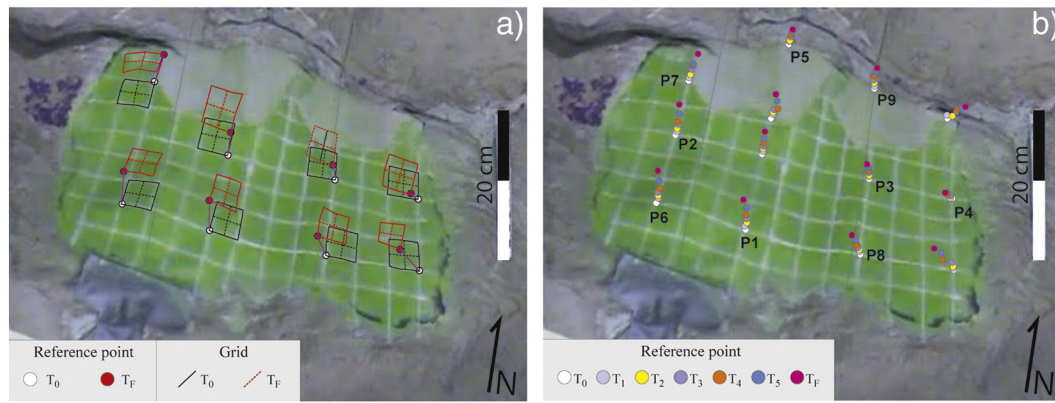 a)
20 cm
N
Reference point
Grid
T0 TF T0 TF
b)
P5
P7
P9
P2
P3
P6
P4
P1
P8
20 cm
N
Reference point
T0 T1 T2 T3 T4 T5 TF